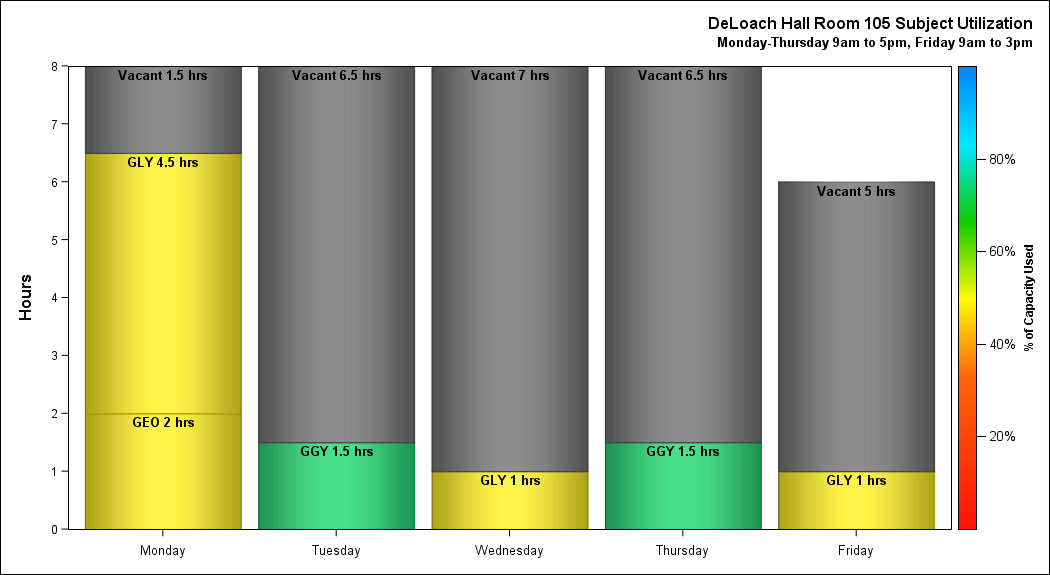 DeLoach Hall Room 105 Subject Utilization
Monday-Thursday 9am to 5pm, Friday 9am to 3pm
Hours
8
7
6
5
4
3
2
1
0
Vacant 1.5 hrs
GLY 4.5 hrs
GEO 2 hrs
Vacant 6.5 hrs
GGY 1.5 hrs
Vacant 7 hrs
GLY 1 hrs
Vacant 6.5 hrs
GGY 1.5 hrs
Vacant 5 hrs
GLY 1 hrs
Monday
Tuesday
Wednesday
Thursday
Friday
80%
60%
40%
20%
% of Capacity Used